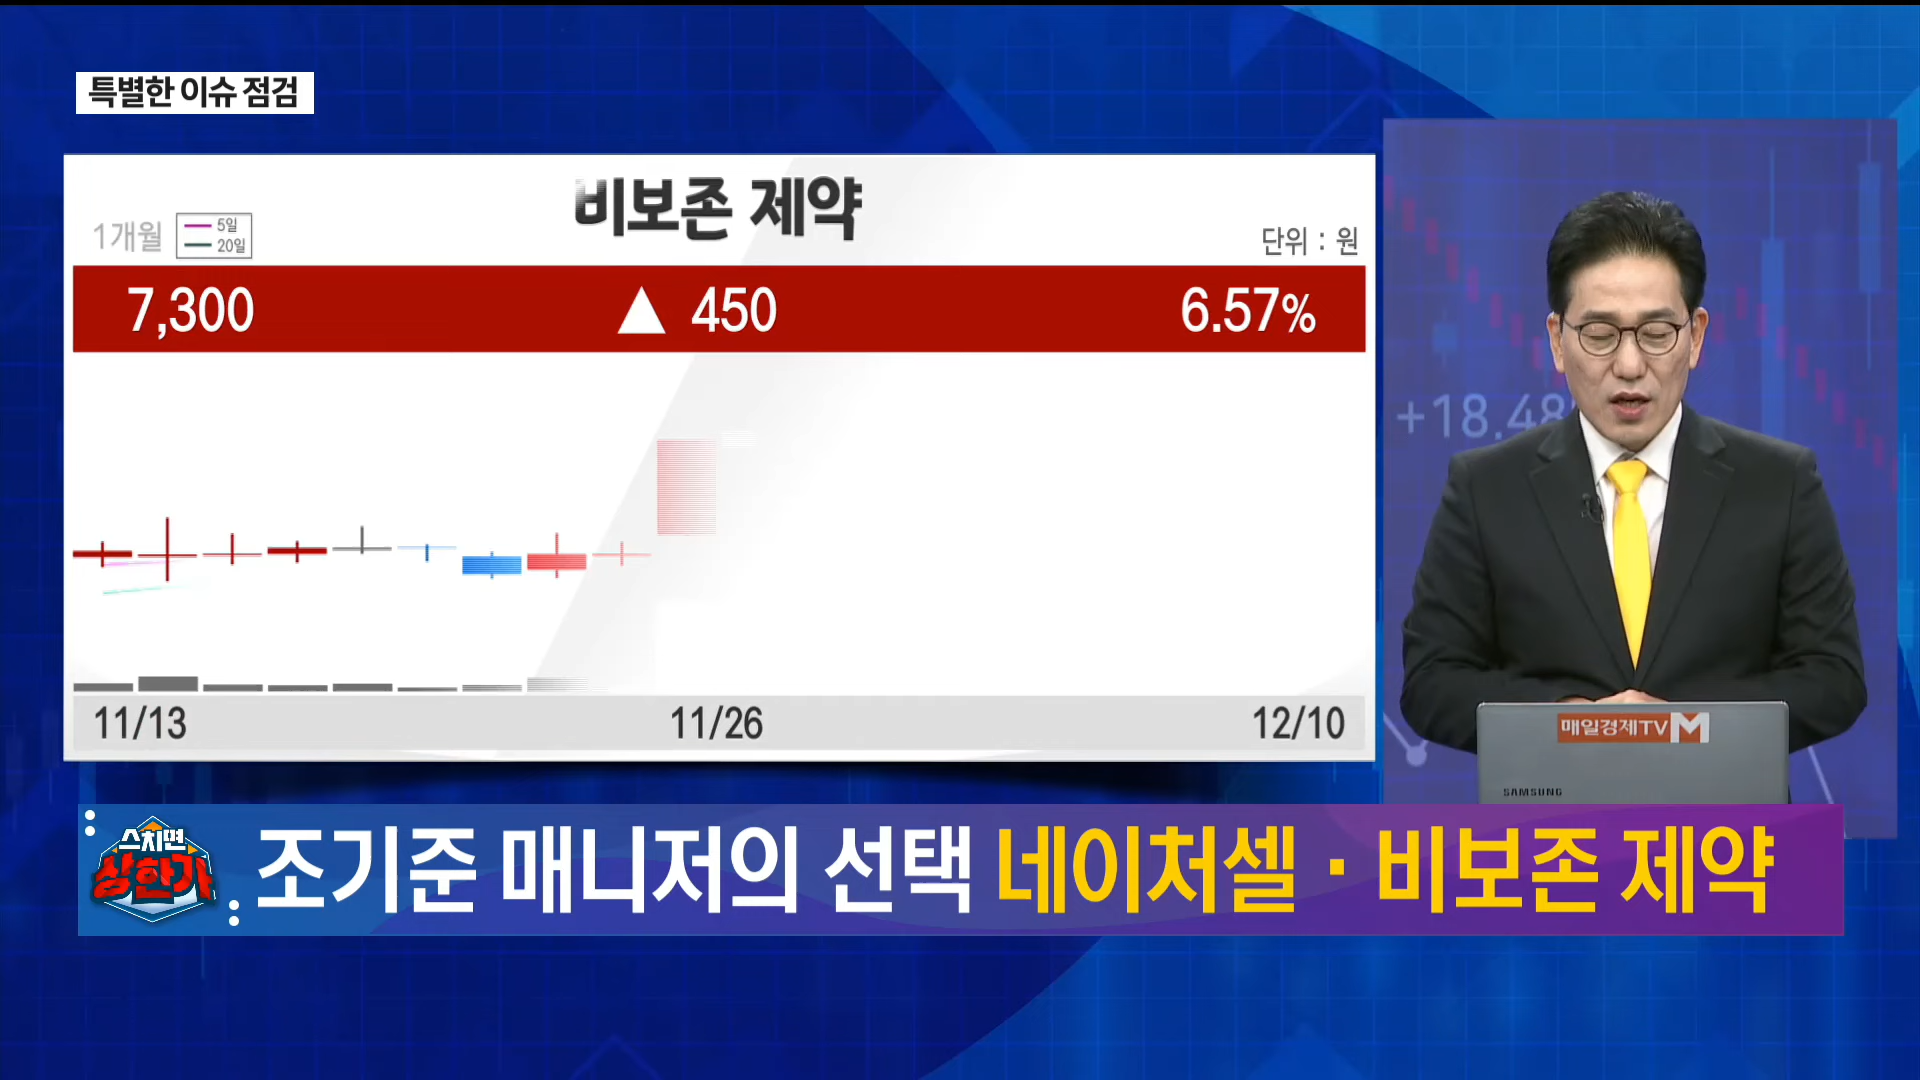 특별한 이슈 점검
비보존 제약
1개월
5일
20일
단위 : 원
7,300 ▲ 450 6.57%
11/13 11/26 12/10
+18.48
매일경제TV M
SAMSUNG
스치면
상한가
조기준 매니저의 선택 네이처셀 · 비보존 제약